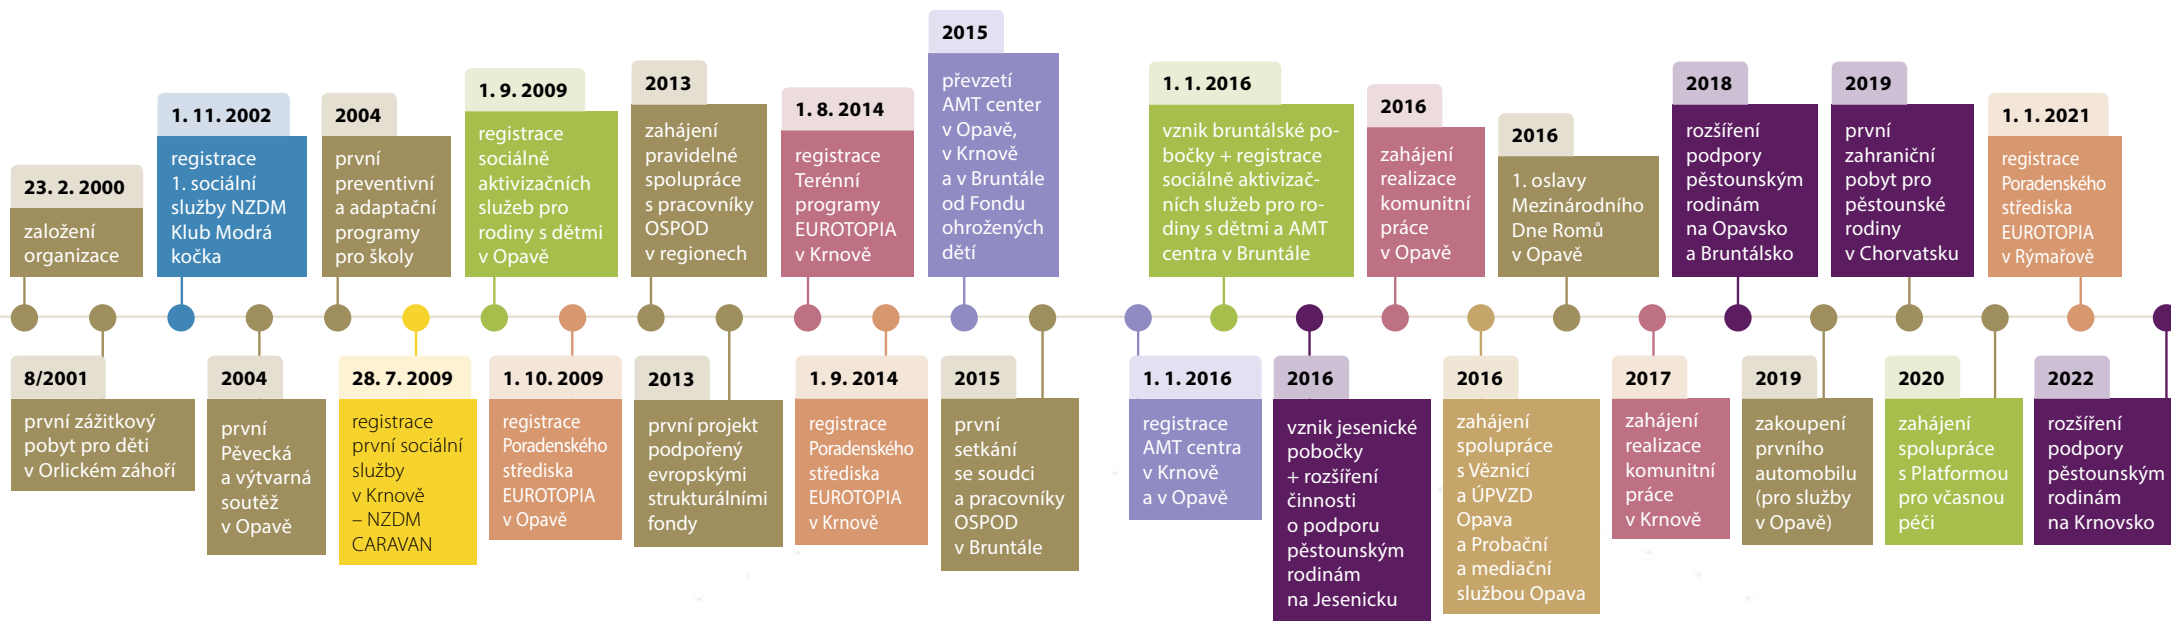 23. 2. 2000
založení
organizace
8/2001
první zážitkový
pobyt pro děti
v Orlickém záhoří
1. 11. 2002
registrace
1. sociální
služby NZDM
Klub Modrá
kočka
2004
první
Pěvecká
a výtvarná
soutěž
v Opavě
2004
první
preventivní
a adaptační
programy
pro školy
28. 7. 2009
registrace
první sociální
služby
v Krnově
– NZDM
CARAVAN
1. 9. 2009
registrace
sociálně
aktivizačních
služeb pro
rodiny s dětmi
v Opavě
1. 10. 2009
registrace
Poradenského
střediska
EUROTOPIA
v Opavě
2013
zahájení
pravidelné
spolupráce
s pracovníky
OSPOD
v regionech
2013
první projekt
podpořený
evropskými
strukturálními
fondy
1. 8. 2014
registrace
Terénní
programy
EUROTOPIA
v Krnově
1. 9. 2014
registrace
Poradenského
střediska
EUROTOPIA
v Krnově
2015
převzetí
AMT center
v Opavě,
v Krnově
a v Bruntále
od Fondu
ohrožených
dětí
2015
první
setkání
se soudci
a pracovníky
OSPOD
v Bruntále
1. 1. 2016
registrace
AMT centra
v Krnově
a v Opavě
1. 1. 2016
vznik bruntálské po-
bočky + registrace
sociálně aktivizač-
ních služeb pro ro-
diny s dětmi a AMT
centra v Bruntále
2016
vznik jesenické
pobočky
+ rozšíření
činnosti
o podporu
pěstounským
rodinám
na Jesenicku
2016
zahájení
realizace
komunitní
práce
v Opavě
2016
zahájení
spolupráce
s Věznicí
a ÚPVZD
Opava
a Probační
a mediační
službou Opava
2016
1. oslavy
Mezinárodního
Dne Romů
v Opavě
2017
zahájení
realizace
komunitní
práce
v Krnově
2018
rozšíření
podpory
pěstounským
rodinám
na Opavsko
a Bruntálsko
2019
zakoupení
prvního
automobilu
(pro služby
v Opavě)
2019
první
zahraniční
pobyt pro
pěstounské
rodiny
v Chorvatsku
2020
zahájení
spolupráce
s Platformou
pro včasnou
péči
1. 1. 2021
registrace
Poradenského
střediska
EUROTOPIA
v Rýmařově
2022
rozšíření
podpory
pěstounským
rodinám
na Krnovsko